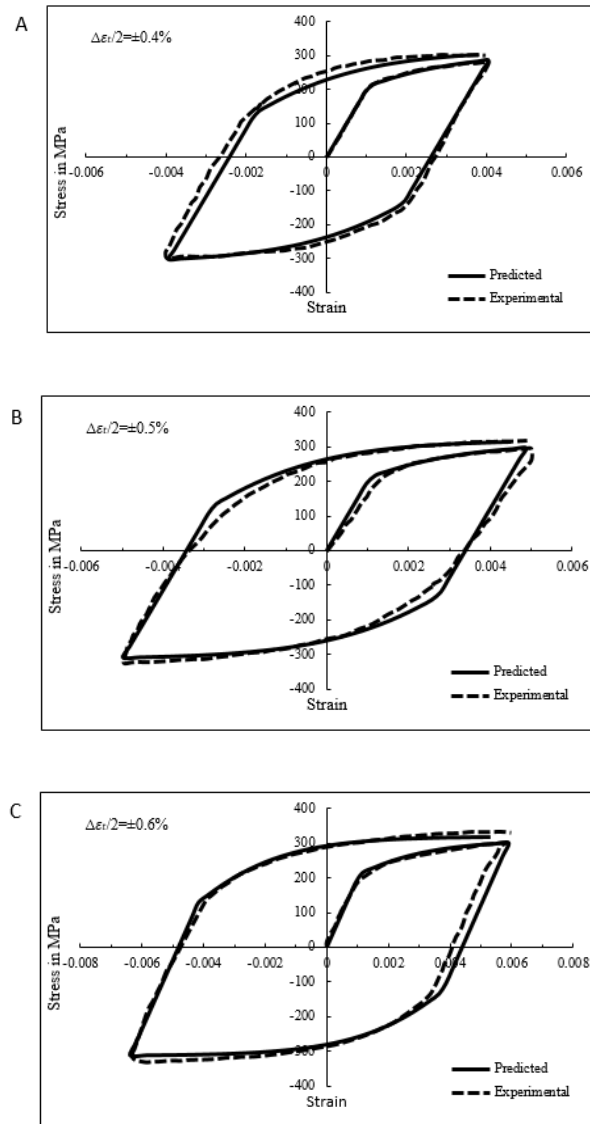 A
Δεt/2=±0.4%
400
300
200
100
0
-0.006
-0.004
-0.002
0
0.002
0.004
0.006
-100
-200
-300
-400
Stress in MPa
Strain
Predicted
Experimental
B
Δεt/2=±0.5%
400
300
200
100
0
-0.006
-0.004
-0.002
0
0.002
0.004
0.006
-100
-200
-300
-400
Stress in MPa
Strain
Predicted
Experimental
C
Δεt/2=±0.6%
400
300
200
100
0
-0.008
-0.006
-0.004
-0.002
0
0.002
0.004
0.006
0.008
-100
-200
-300
-400
Stress in MPa
Strain
Predicted
Experimental